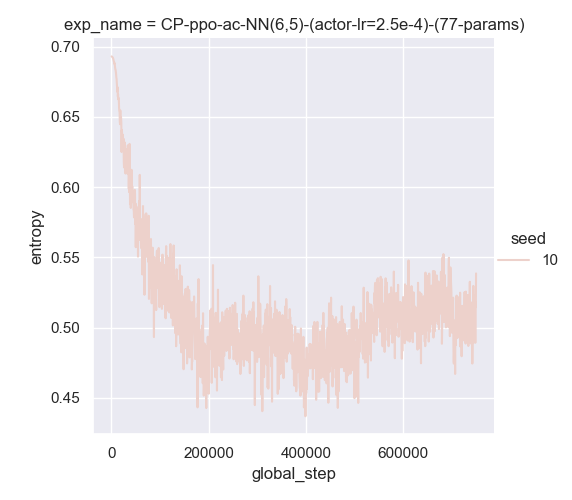 exp_name = CP-ppo-ac-NN(6,5)-(actor-lr=2.5e-4)-(77-params)
0.70
0.65
0.60
0.55
0.50
0.45
entropy
0
200000
400000
600000
global_step
seed
10